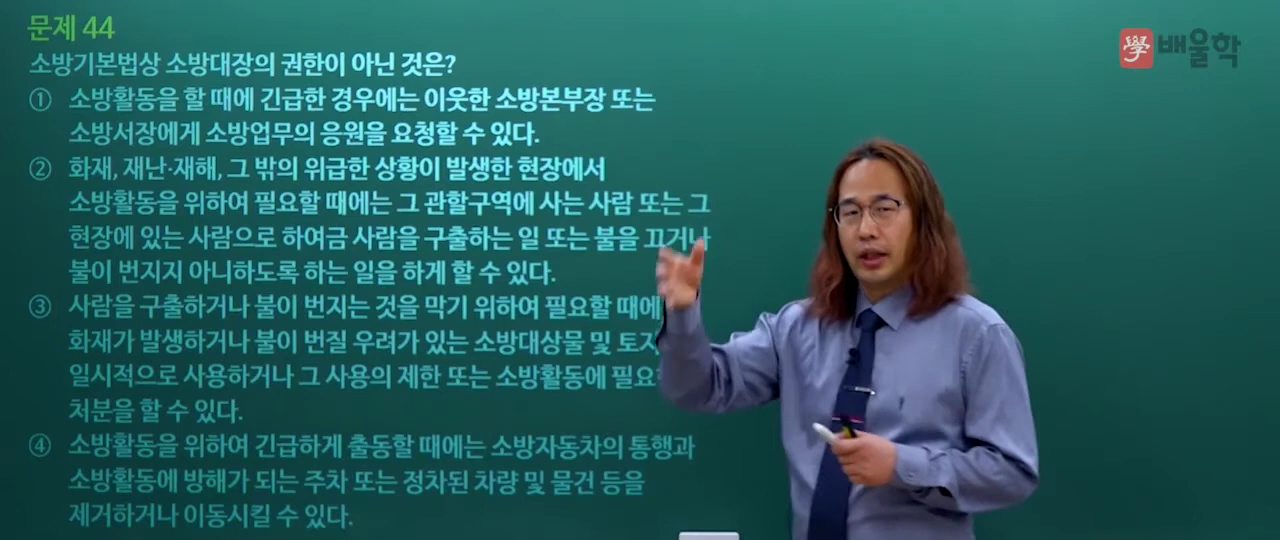 문제 44
學 배울학
소방기본법상 소방대장의 권한이 아닌 것은?
① 소방활동을 할 때에 긴급한 경우에는 이웃한 소방본부장 또는
소방서장에게 소방업무의 응원을 요청할 수 있다.
② 화재, 재난·재해, 그 밖의 위급한 상황이 발생한 현장에서
소방활동을 위하여 필요할 때에는 그 관할구역에 사는 사람 또는 그
현장에 있는 사람으로 하여금 사람을 구출하는 일 또는 불을 끄거나
불이 번지지 아니하도록 하는 일을 하게 할 수 있다.
③ 사람을 구출하거나 불이 번지는 것을 막기 위하여 필요할 때에
화재가 발생하거나 불이 번질 우려가 있는 소방대상물 및
일시적으로 사용하거나 그 사용의 제한 또는 소방활동에
처분을 할 수 있다.
④ 소방활동을 위하여 긴급하게 출동할 때에는 소방자동차의 통행과
소방활동에 방해가 되는 주차 또는 정차된 차량 및 물건 등을
제거하거나 이동시킬 수 있다.